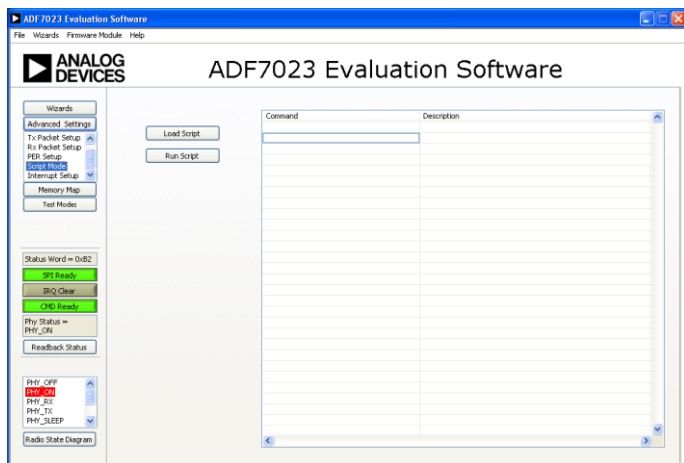 ADF7023 Evaluation Software
File Wizards Firmware Module Help
ANALOG
DEVICES
ADF7023 Evaluation Software
Wizards
Advanced Settings
Tx Packet Setup
Rx Packet Setup
PER Setup
Script Mode
Interrupt Setup
Memory Map
Test Modes
Load Script
Run Script
Command Description
Status Word = 0xB2
SPI Ready
IRQ Clear
CMD Ready
Phy Status =
PHY_ON
Readback Status
PHY_OFF
PHY_ON
PHY_RX
PHY_TX
PHY_SLEEP
Radio State Diagram